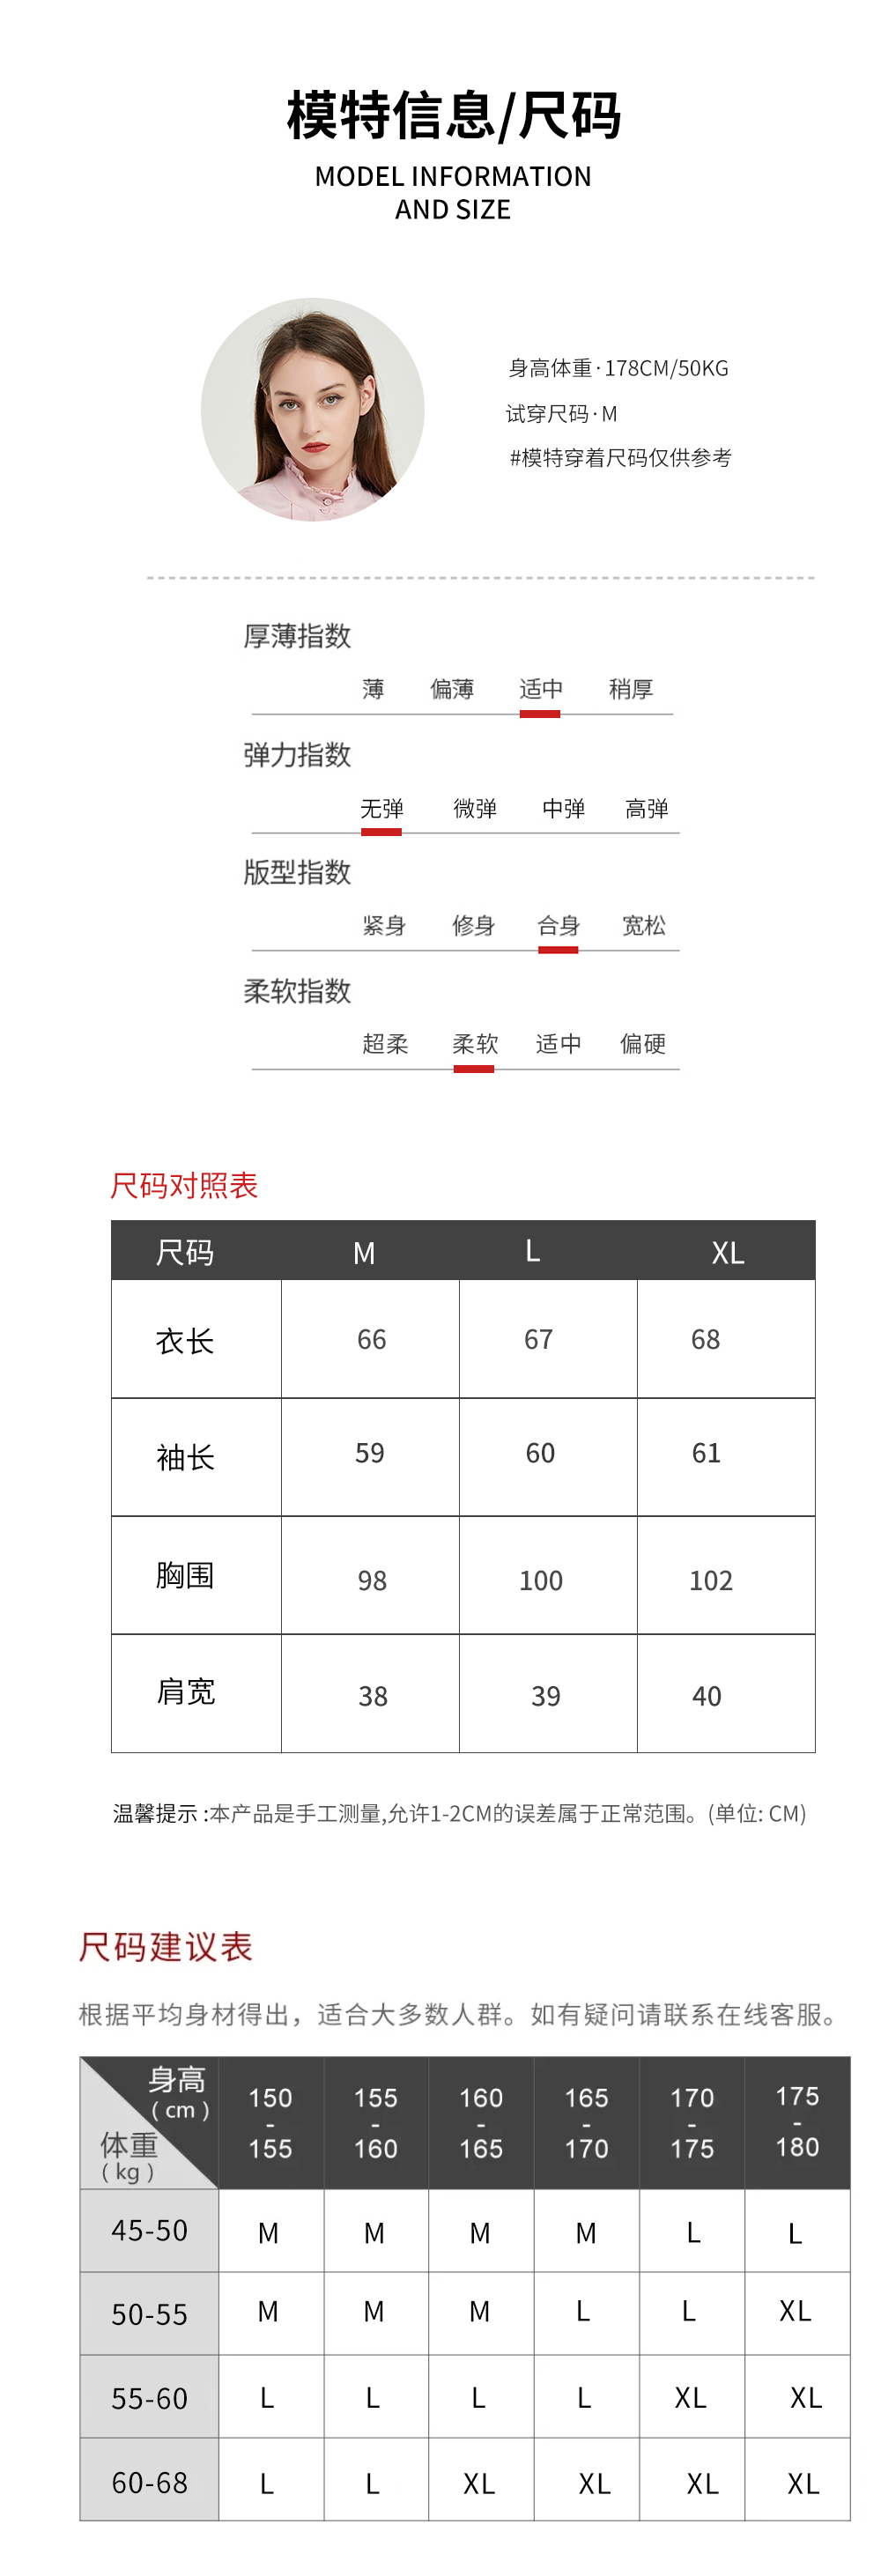 模特信息/尺码
MODEL INFORMATION
AND SIZE
身高体重·178CM/50KG
试穿尺码·M
#模特穿着尺码仅供参考
厚薄指数
薄 偏薄 适中 稍厚
弹力指数
无弹 微弹 中弹 高弹
版型指数
紧身 修身 合身 宽松
柔软指数
超柔 柔软 适中 偏硬
尺码对照表
尺码 M L XL
衣长 66 67 68
袖长 59 60 61
胸围 98 100 102
肩宽 38 39 40
温馨提示 :本产品是手工测量,允许1-2CM的误差属于正常范围。(单位: CM)
尺码建议表
根据平均身材得出，适合大多数人群。如有疑问请联系在线客服。
身高
( cm )
体重
( kg )
150-155 155-160 160-165 165-170 170-175 175-180
45-50 M M M M L L
50-55 M M M L L XL
55-60 L L L L XL XL
60-68 L L XL XL XL XL